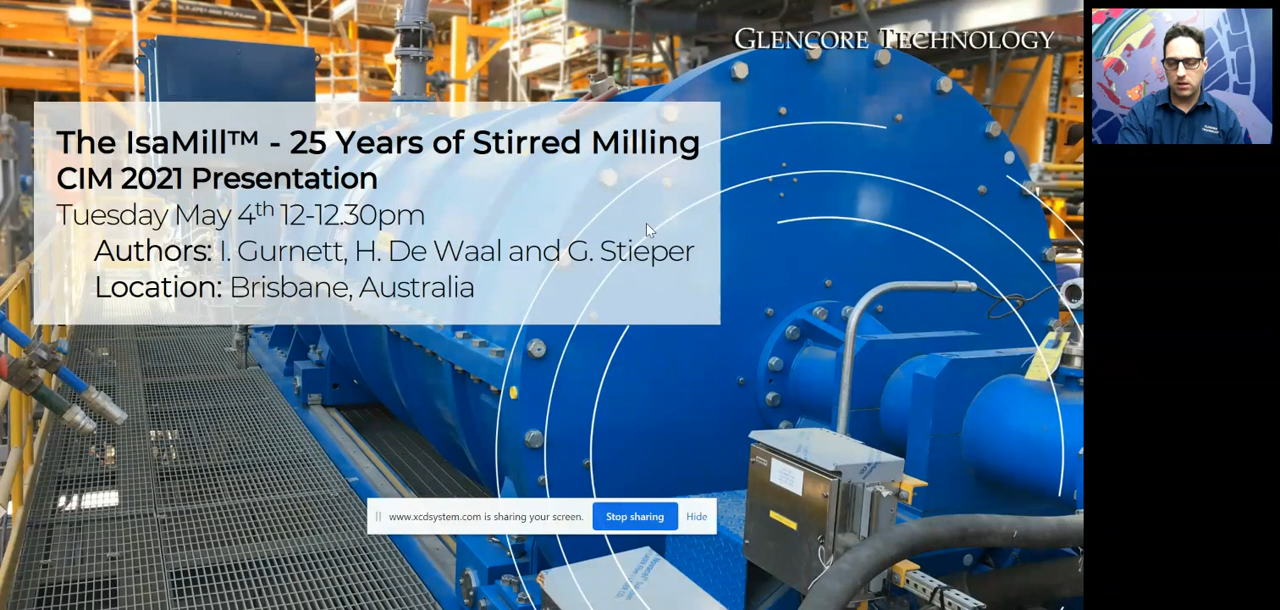 GLENCORE TECHNOLOGY
The IsaMill™ - 25 Years of Stirred Milling
CIM 2021 Presentation
Tuesday May 4th 12-12.30pm
Authors: I. Gurnett, H. De Waal and G. Stieper
Location: Brisbane, Australia
www.xcdsystem.com is sharing your screen.
Stop sharing
Hide